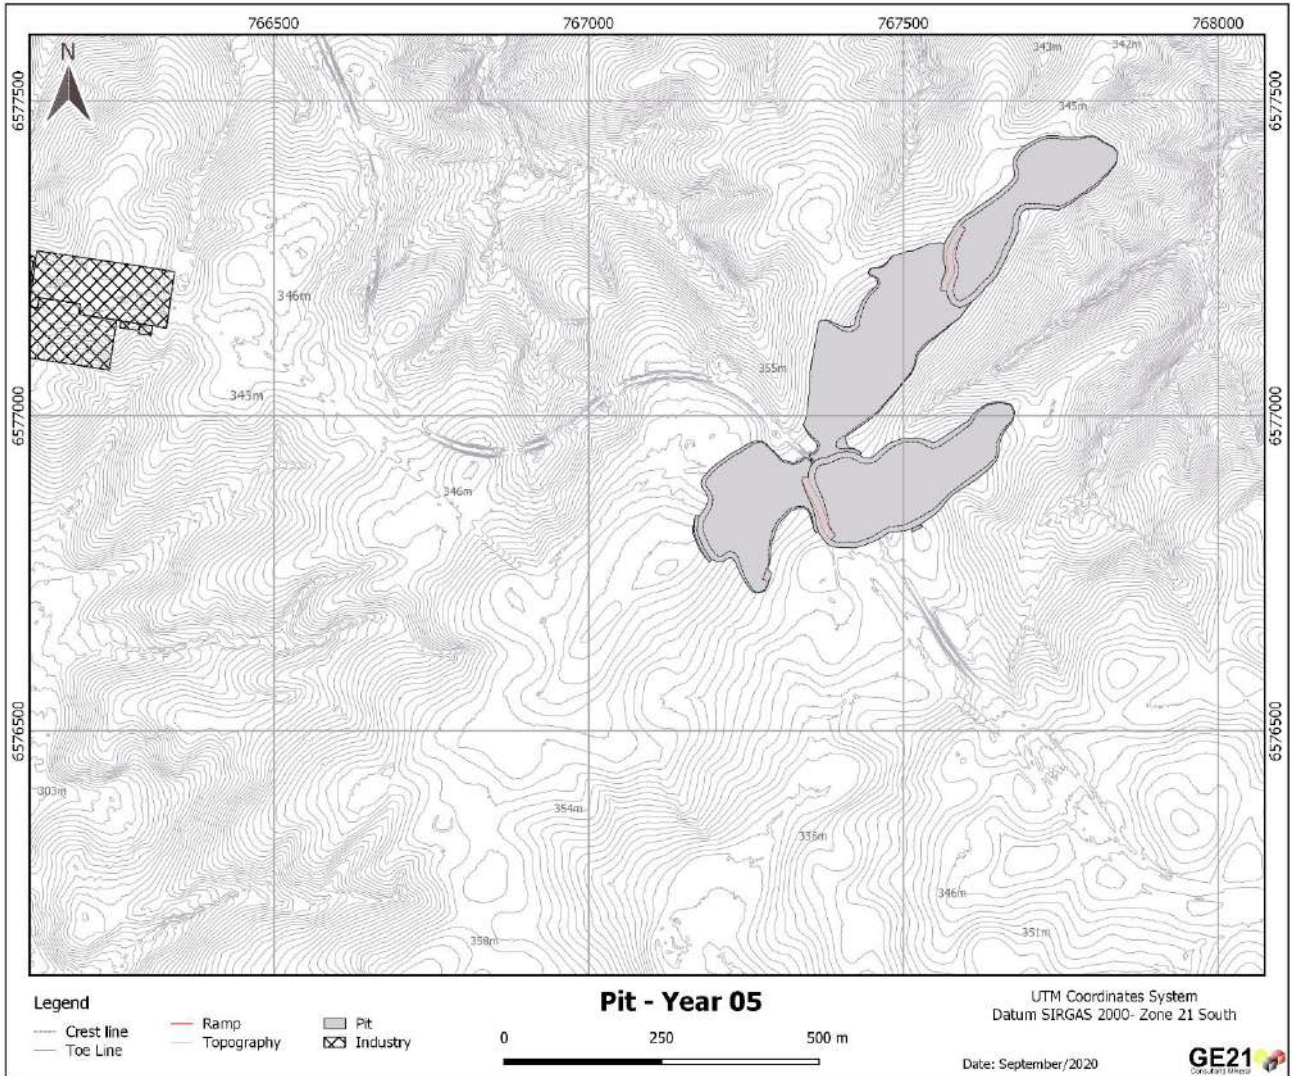 766500 767000 767500 768000
343m 342m
N
6577500 6577500
345m
346m
355m
343m
6577000 6577000
346m
6576500 6576500
303m
354m
336m
346m
351m
358m
Legend
Crest line
Toe Line
Ramp
Topography
Pit
Industry
Pit - Year 05
0 250 500 m
UTM Coordinates System
Datum SIRGAS 2000- Zone 21 South
Date: September/2020
GE21
Consultoria Mineral